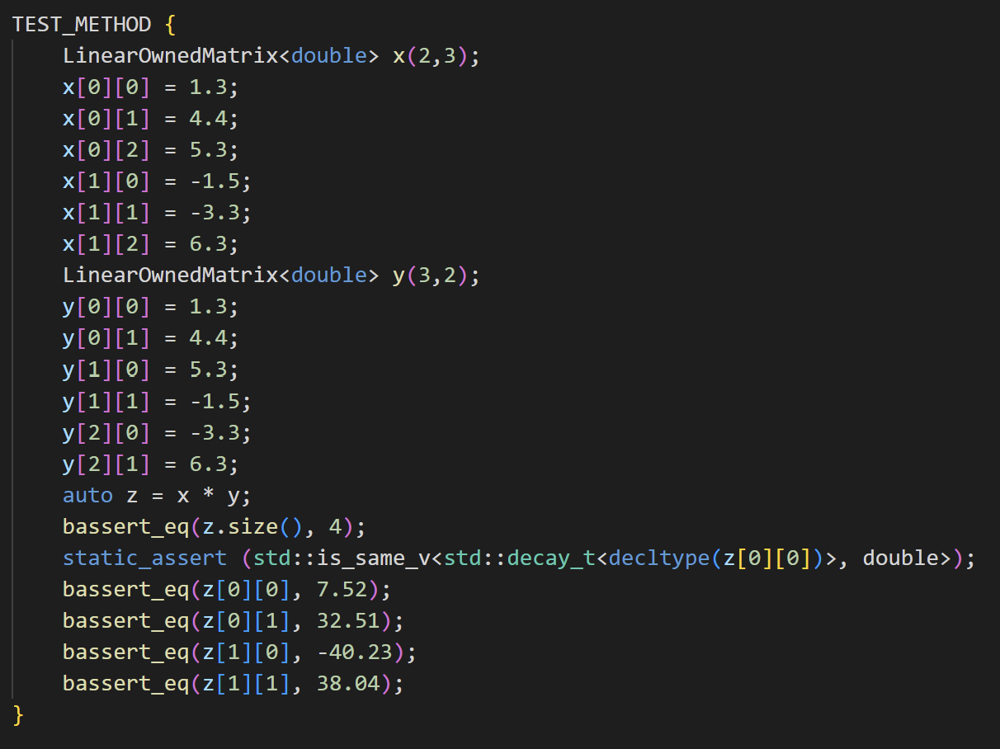 TEST_METHOD {
    LinearOwnedMatrix<double> x(2,3);
    x[0][0] = 1.3;
    x[0][1] = 4.4;
    x[0][2] = 5.3;
    x[1][0] = -1.5;
    x[1][1] = -3.3;
    x[1][2] = 6.3;
    LinearOwnedMatrix<double> y(3,2);
    y[0][0] = 1.3;
    y[0][1] = 4.4;
    y[1][0] = 5.3;
    y[1][1] = -1.5;
    y[2][0] = -3.3;
    y[2][1] = 6.3;
    auto z = x * y;
    bassert_eq(z.size(), 4);
    static_assert (std::is_same_v<std::decay_t<decltype(z[0][0])>, double>);
    bassert_eq(z[0][0], 7.52);
    bassert_eq(z[0][1], 32.51);
    bassert_eq(z[1][0], -40.23);
    bassert_eq(z[1][1], 38.04);
}